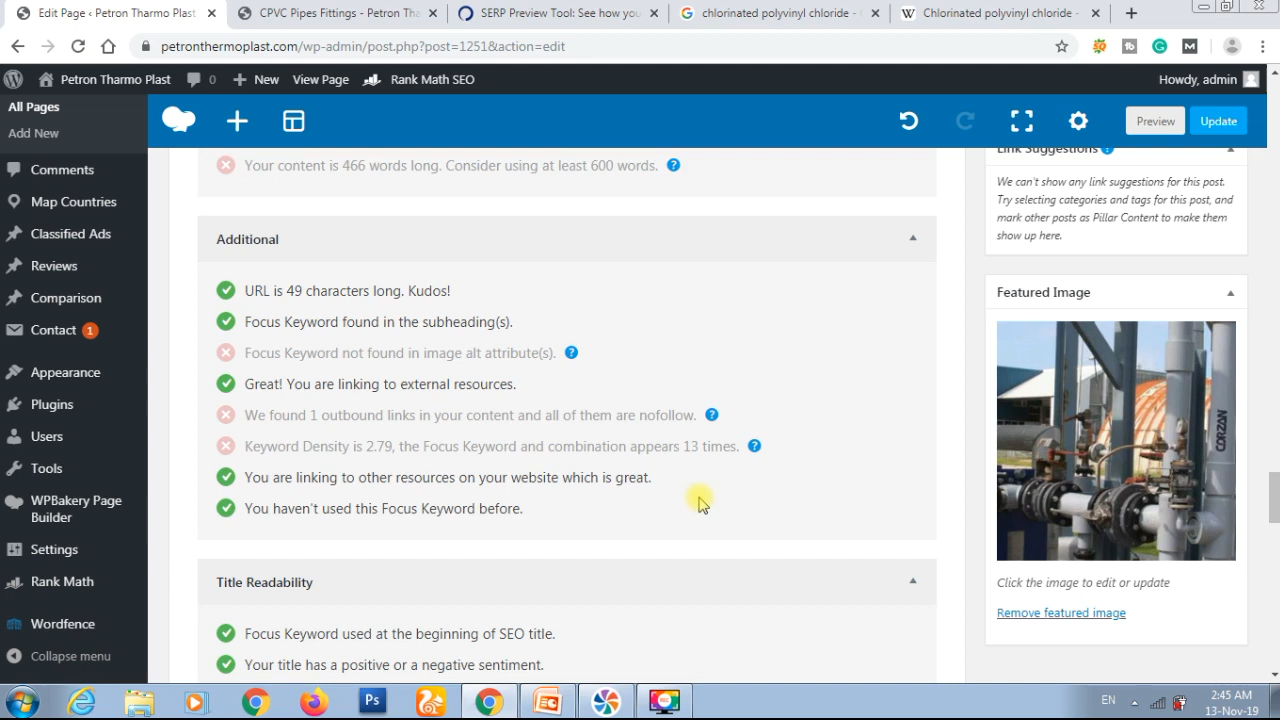 Edit Page ‹ Petron Tharmo Plast
CPVC Pipes Fittings - Petron Tha
SERP Preview Tool: See how you
chlorinated polyvinyl chloride - G
Chlorinated polyvinyl chloride -
petronthermoplast.com/wp-admin/post.php?post=1251&action=edit
Petron Tharmo Plast
0
New
View Page
Rank Math SEO
Howdy, admin
All Pages
Add New
Comments
Map Countries
Classified Ads
Reviews
Comparison
Contact 1
Appearance
Plugins
Users
Tools
WPBakery Page
Builder
Settings
Rank Math
Wordfence
Collapse menu
Preview
Update
Your content is 466 words long. Consider using at least 600 words.
Additional
URL is 49 characters long. Kudos!
Focus Keyword found in the subheading(s).
Focus Keyword not found in image alt attribute(s).
Great! You are linking to external resources.
We found 1 outbound links in your content and all of them are nofollow.
Keyword Density is 2.79, the Focus Keyword and combination appears 13 times.
You are linking to other resources on your website which is great.
You haven't used this Focus Keyword before.
Title Readability
Focus Keyword used at the beginning of SEO title.
Your title has a positive or a negative sentiment.
Link Suggestions
We can't show any link suggestions for this post.
Try selecting categories and tags for this post, and
mark other posts as Pillar Content to make them
show up here.
Featured Image
CORZAN
Click the image to edit or update
Remove featured image
Ps
EN
2:45 AM
13-Nov-19